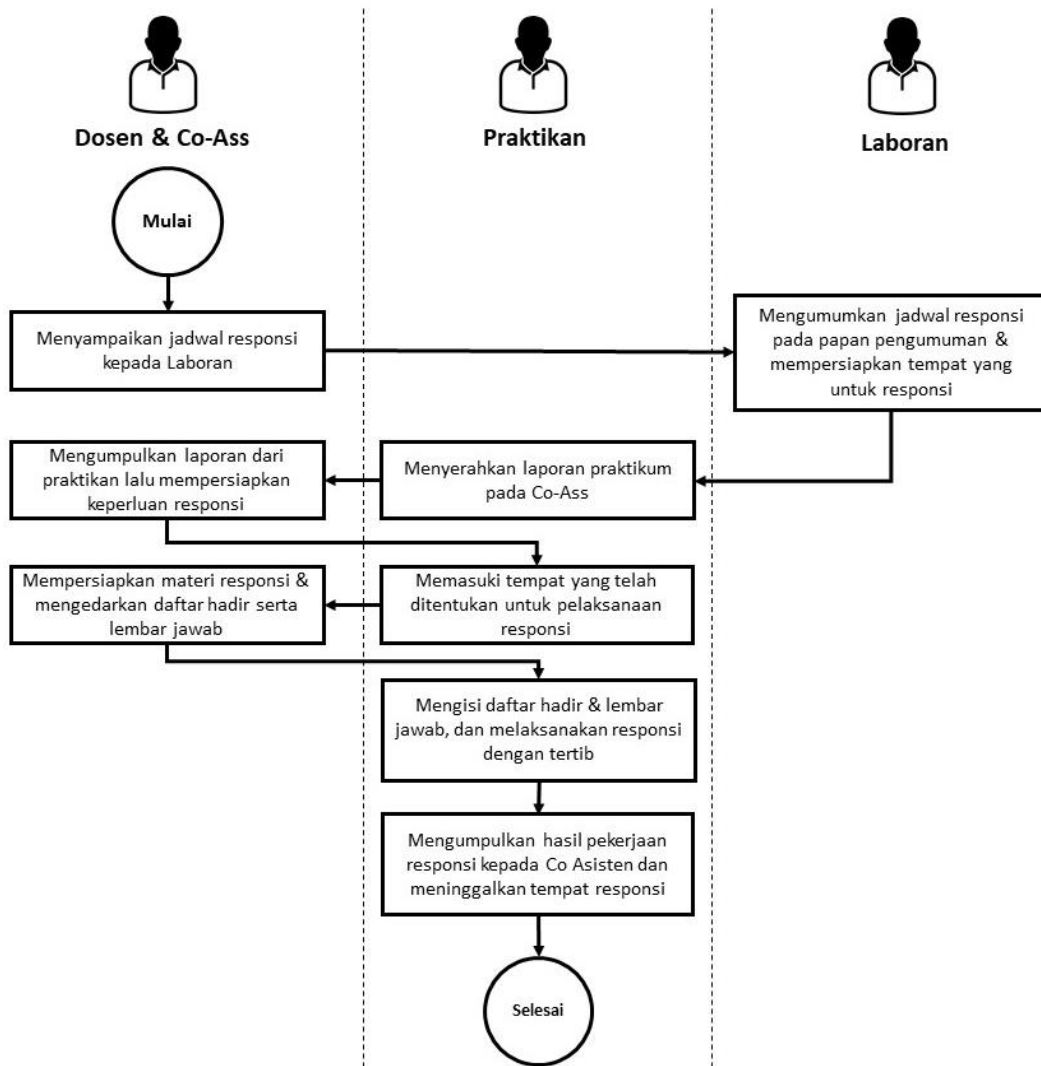 Dosen & Co-Ass
Praktikan
Laboran
Mulai
Menyampaikan jadwal responsi
kepada Laboran
Mengumumkan jadwal responsi
pada papan pengumuman &
mempersiapkan tempat yang
untuk responsi
Mengumpulkan laporan dari
praktikan lalu mempersiapkan
keperluan responsi
Menyerahkan laporan praktikum
pada Co-Ass
Mempersiapkan materi responsi &
mengedarkan daftar hadir serta
lembar jawab
Memasuki tempat yang telah
ditentukan untuk pelaksanaan
responsi
Mengisi daftar hadir & lembar
jawab, dan melaksanakan responsi
dengan tertib
Mengumpulkan hasil pekerjaan
responsi kepada Co Asisten dan
meninggalkan tempat responsi
Selesai